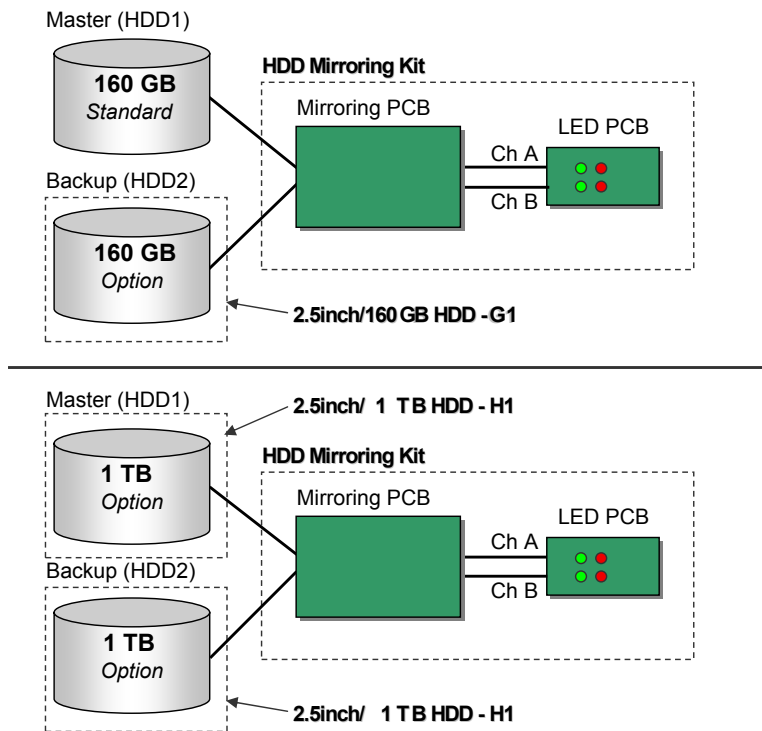 Master (HDD1)
160 GB
Standard
HDD Mirroring Kit
Mirroring PCB
LED PCB
Ch A
Ch B
Backup (HDD2)
160 GB
Option
2.5inch/160 GB HDD - G1
Master (HDD1)
2.5inch/ 1 TB HDD - H1
1 TB
Option
HDD Mirroring Kit
Mirroring PCB
LED PCB
Ch A
Ch B
Backup (HDD2)
1 TB
Option
2.5inch/ 1 TB HDD - H1